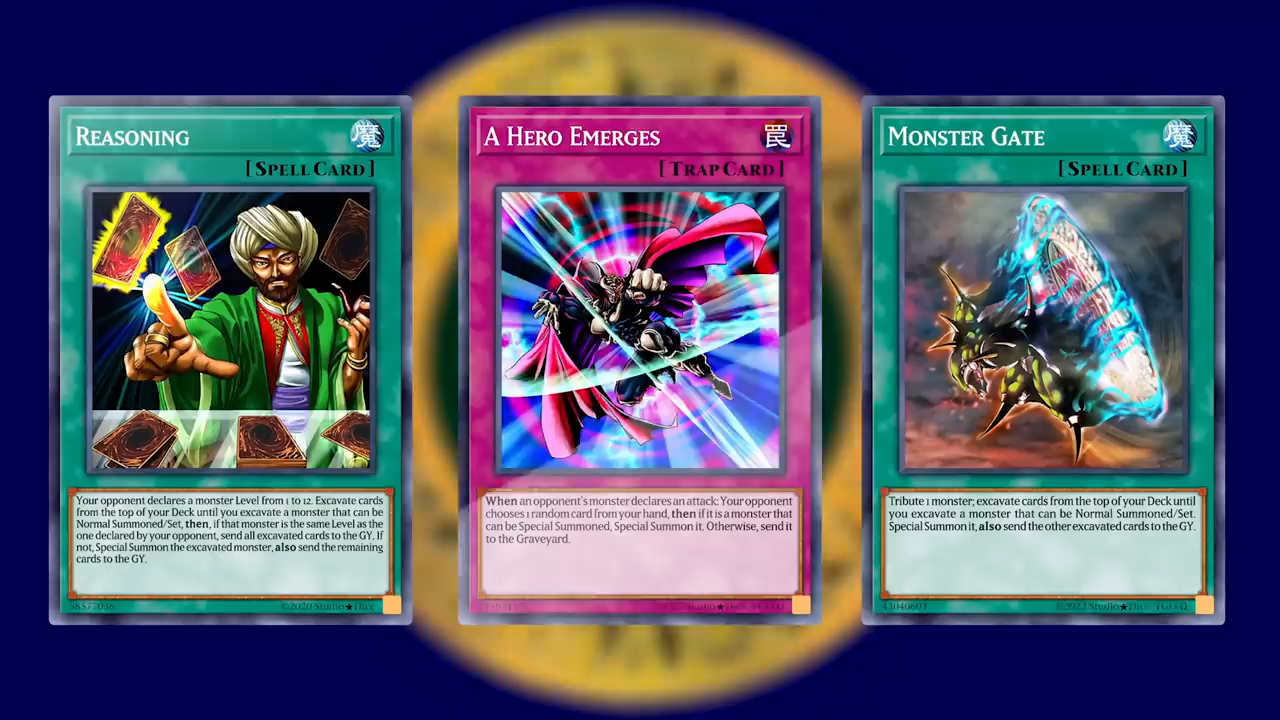 REASONING 魔
[SPELL CARD]
Your opponent declares a monster Level from 1 to 12. Excavate cards
from the top of your Deck until you excavate a monster that can be
Normal Summoned/Set, then, if that monster is the same Level as the
one declared by your opponent, send all excavated cards to the GY. If
not, Special Summon the excavated monster, also send the remaining
cards to the GY.
58577036 ©2020 Studio★Dice
A HERO EMERGES 罠
[TRAP CARD]
When an opponent's monster declares an attack: Your opponent
chooses 1 random card from your hand, then if it is a monster that
can be Special Summoned, Special Summon it. Otherwise, send it
to the Graveyard.
MONSTER GATE 魔
[SPELL CARD]
Tribute 1 monster; excavate cards from the top of your Deck until
you excavate a monster that can be Normal Summoned/Set.
Special Summon it, also send the other excavated cards to the GY.
43040603